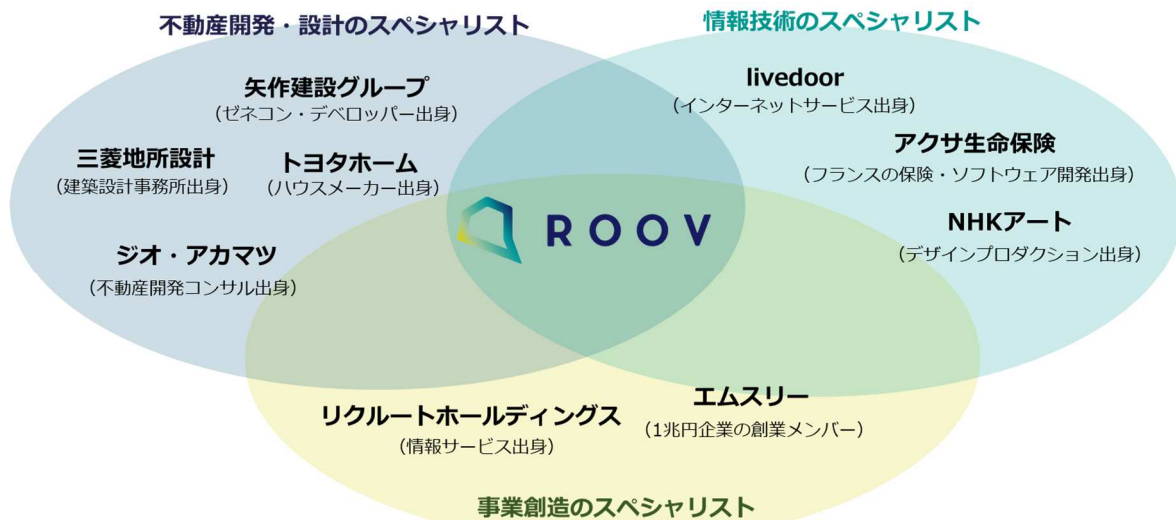 不動産開発・設計のスペシャリスト
情報技術のスペシャリスト
矢作建設グループ
（ゼネコン・デベロッパー出身）
livedoor
（インターネットサービス出身）
三菱地所設計
（建築設計事務所出身）
トヨタホーム
（ハウスメーカー出身）
アクサ生命保険
（フランスの保険・ソフトウェア開発出身）
ROOV
NHKアート
（デザインプロダクション出身）
ジオ・アカマツ
（不動産開発コンサル出身）
リクルートホールディングス
（情報サービス出身）
エムスリー
（1兆円企業の創業メンバー）
事業創造のスペシャリスト